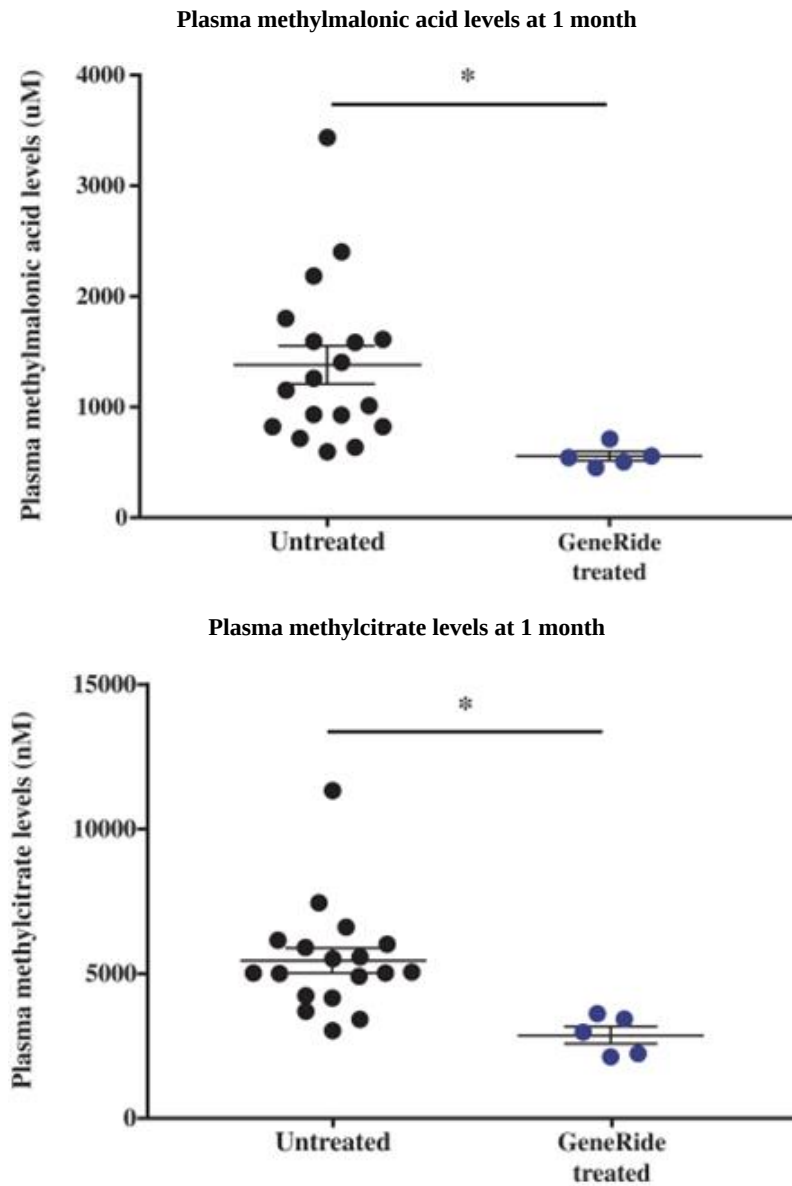 Plasma methylmalonic acid levels at 1 month
Plasma methylmalonic acid levels (uM)
4000
3000
2000
1000
0
*
Untreated
GeneRide
treated
Plasma methylcitrate levels at 1 month
Plasma methylcitrate levels (nM)
15000
10000
5000
0
*
Untreated
GeneRide
treated